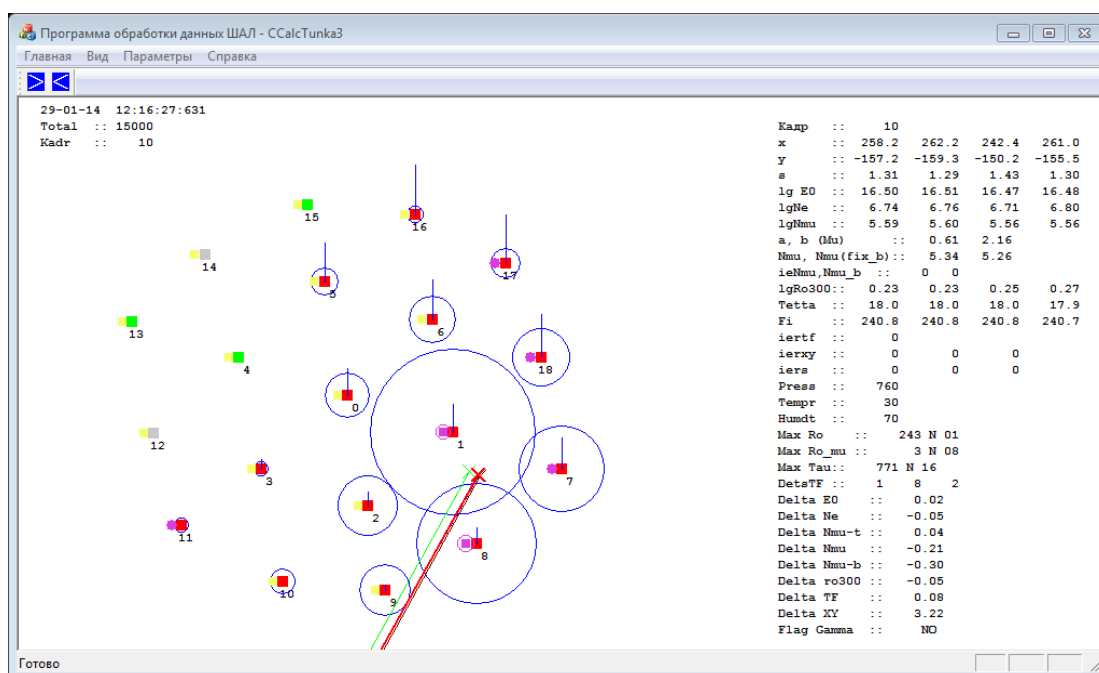 Программа обработки данных ШАЛ - CCalcTunka3
Главная Вид Параметры Справка
> <
29-01-14 12:16:27:631
Total :: 15000
Kadr :: 10
15
16
14
17
5
13
6
4
18
0
12
1
3
7
2
11
8
10
9
Кадр :: 10
x :: 258.2 262.2 242.4 261.0
y :: -157.2 -159.3 -150.2 -155.5
s :: 1.31 1.29 1.43 1.30
lg E0 :: 16.50 16.51 16.47 16.48
lgNe :: 6.74 6.76 6.71 6.80
lgNmu :: 5.59 5.60 5.56 5.56
a, b (Mu) :: 0.61 2.16
Nmu, Nmu(fix_b):: 5.34 5.26
ieNmu,Nmu_b :: 0 0
lgRo300:: 0.23 0.23 0.25 0.27
Tetta :: 18.0 18.0 18.0 17.9
Fi :: 240.8 240.8 240.8 240.7
iertf :: 0
ierxy :: 0 0 0
iers :: 0 0 0
Press :: 760
Tempr :: 30
Humdt :: 70
Max Ro :: 243 N 01
Max Ro_mu :: 3 N 08
Max Tau:: 771 N 16
DetsTF :: 1 8 2
Delta E0 :: 0.02
Delta Ne :: -0.05
Delta Nmu-t :: 0.04
Delta Nmu :: -0.21
Delta Nmu-b :: -0.30
Delta ro300 :: -0.05
Delta TF :: 0.08
Delta XY :: 3.22
Flag Gamma :: NO
Готово